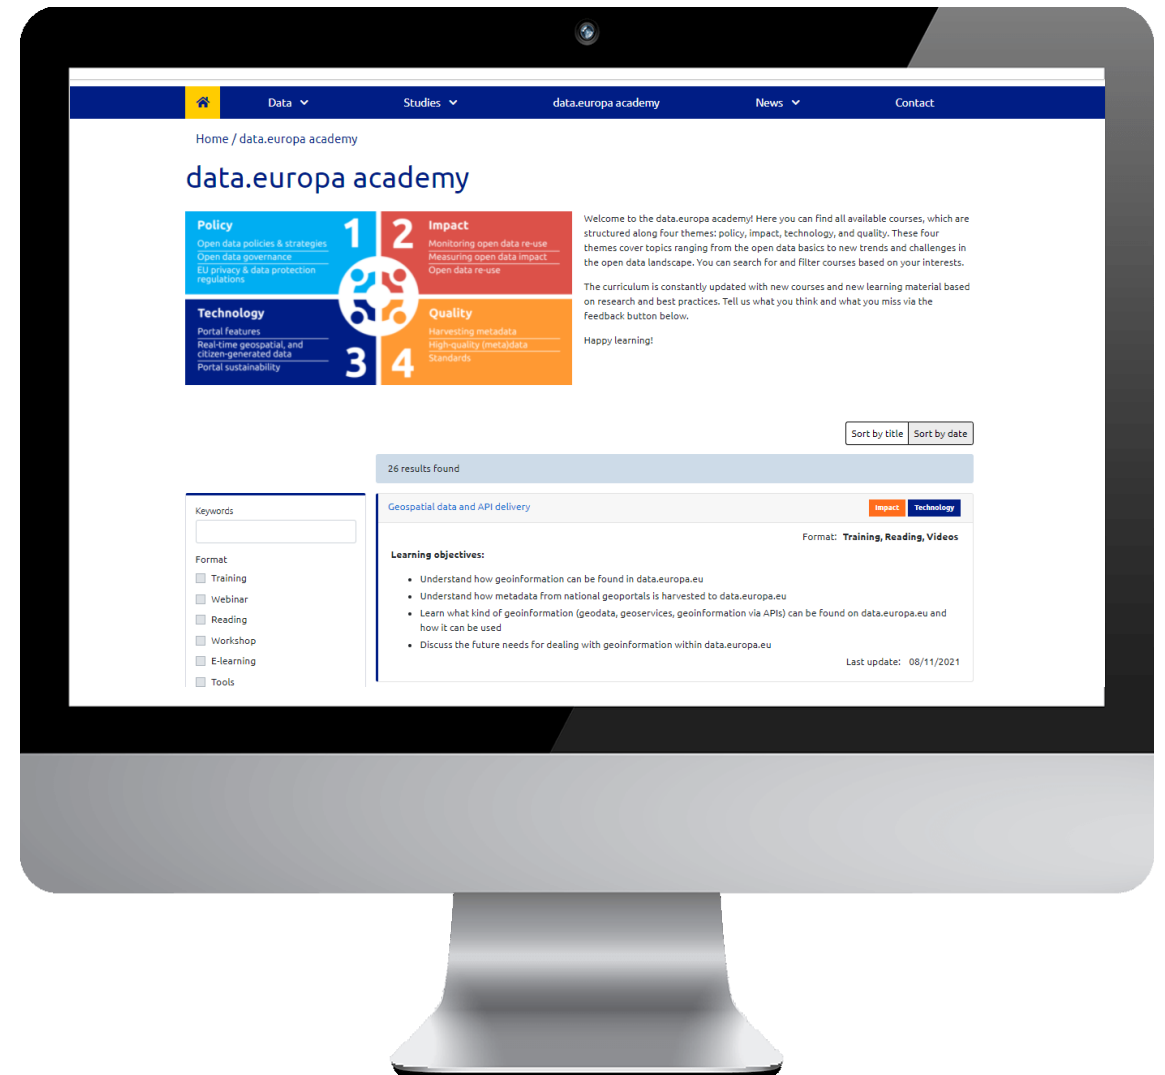 Data
Studies
data.europa academy
News
Contact
Home / data.europa academy
data.europa academy
Policy
Open data policies & strategies
Open data governance
EU privacy & data protection
regulations
1
2
Impact
Monitoring open data re-use
Measuring open data impact
Open data re-use
Technology
Portal features
Real-time geospatial, and
citizen-generated data
Portal sustainability
3
4
Quality
Harvesting metadata
High-quality (meta)data
Standards
Welcome to the data.europa academy! Here you can find all available courses, which are
structured along four themes: policy, impact, technology, and quality. These four
themes cover topics ranging from the open data basics to new trends and challenges in
the open data landscape. You can search for and filter courses based on your interests.
The curriculum is constantly updated with new courses and new learning material based
on research and best practices. Tell us what you think and what you miss via the
feedback button below.
Happy learning!
Sort by title
Sort by date
26 results found
Keywords
Format
Training
Webinar
Reading
Workshop
E-learning
Tools
Geospatial data and API delivery
Impact
Technology
Format: Training, Reading, Videos
Learning objectives:
• Understand how geoinformation can be found in data.europa.eu
• Understand how metadata from national geoportals is harvested to data.europa.eu
• Learn what kind of geoinformation (geodata, geoservices, geoinformation via APIs) can be found on data.europa.eu and
how it can be used
• Discuss the future needs for dealing with geoinformation within data.europa.eu
Last update: 08/11/2021